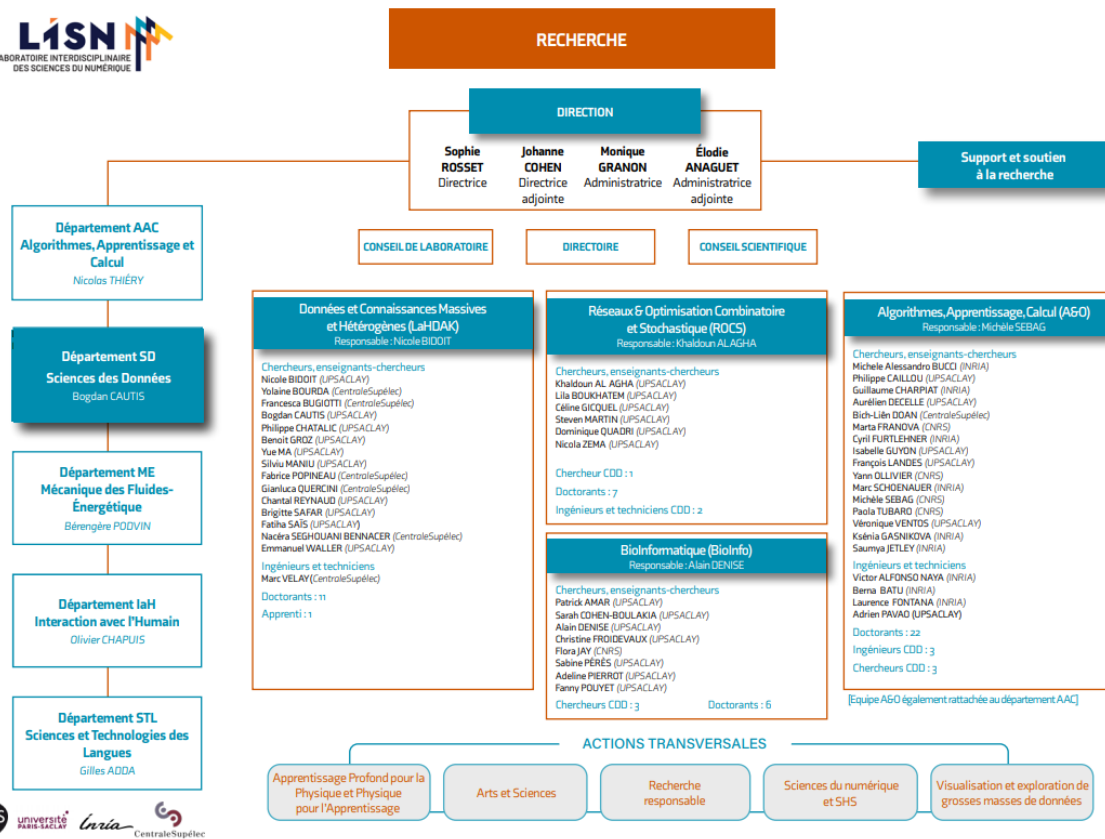 LISN
LABORATOIRE INTERDISCIPLINAIRE
DES SCIENCES DU NUMÉRIQUE
RECHERCHE
DIRECTION
Sophie ROSSET
Directrice
Johanne COHEN
Directrice adjointe
Monique GRANON
Administratrice
Élodie ANAGUET
Administratrice adjointe
Support et soutien
à la recherche
CONSEIL DE LABORATOIRE
DIRECTOIRE
CONSEIL SCIENTIFIQUE
Département AAC
Algorithmes, Apprentissage et
Calcul
Nicolas THIÉRY
Département SD
Sciences des Données
Bogdan CAUTIS
Département ME
Mécanique des Fluides-
Énergétique
Bérengère PODVIN
Département IaH
Interaction avec l'Humain
Olivier CHAPUIS
Département STL
Sciences et Technologies des
Langues
Gilles ADDA
Données et Connaissances Massives
et Hétérogènes (LaHDAK)
Responsable : Nicole BIDOIT
Chercheurs, enseignants-chercheurs
Nicole BIDOIT (UPSACLAY)
Yolaine BOURDA (CentraleSupélec)
Francesca BUGIOTTI (CentraleSupélec)
Bogdan CAUTIS (UPSACLAY)
Philippe CHATALIC (UPSACLAY)
Benoit GROZ (UPSACLAY)
Yue MA (UPSACLAY)
Silviu MANIU (UPSACLAY)
Fabrice POPINEAU (CentraleSupélec)
Gianluca QUERCINI (CentraleSupélec)
Chantal REYNAUD (UPSACLAY)
Brigitte SAFAR (UPSACLAY)
Fatiha SAÏS (UPSACLAY)
Nacéra SEGHOUANI BENNACER (CentraleSupélec)
Emmanuel WALLER (UPSACLAY)
Ingénieurs et techniciens
Marc VELAY(CentraleSupélec)
Doctorants : 11
Apprenti : 1
Réseaux & Optimisation Combinatoire
et Stochastique (ROCS)
Responsable : Khaldoun ALAGHA
Chercheurs, enseignants-chercheurs
Khaldoun AL AGHA (UPSACLAY)
Lila BOUKHATEM (UPSACLAY)
Céline GICQUEL (UPSACLAY)
Steven MARTIN (UPSACLAY)
Dominique QUADRI (UPSACLAY)
Nicola ZEMA (UPSACLAY)
Chercheur CDD : 1
Doctorants : 7
Ingénieurs et techniciens CDD : 2
BioInformatique (BioInfo)
Responsable : Alain DENISE
Chercheurs, enseignants-chercheurs
Patrick AMAR (UPSACLAY)
Sarah COHEN-BOULAKIA (UPSACLAY)
Alain DENISE (UPSACLAY)
Christine FROIDEVAUX (UPSACLAY)
Flora JAY (CNRS)
Sabine PÉRÈS (UPSACLAY)
Adeline PIERROT (UPSACLAY)
Fanny POUYET (UPSACLAY)
Chercheurs CDD : 3 Doctorants : 6
Algorithmes, Apprentissage, Calcul (A&O)
Responsable : Michèle SEBAG
Chercheurs, enseignants-chercheurs
Michele Alessandro BUCCI (INRIA)
Philippe CAILLOU (UPSACLAY)
Guillaume CHARPIAT (INRIA)
Aurélien DECELLE (UPSACLAY)
Bich-Liên DOAN (CentraleSupélec)
Marta FRANOVA (CNRS)
Cyril FURTLEHNER (INRIA)
Isabelle GUYON (UPSACLAY)
François LANDES (UPSACLAY)
Yann OLLIVIER (CNRS)
Marc SCHOENAUER (INRIA)
Michèle SEBAG (CNRS)
Paola TUBARO (CNRS)
Véronique VENTOS (UPSACLAY)
Ksénia GASNIKOVA (INRIA)
Saumya JETLEY (INRIA)
Ingénieurs et techniciens
Victor ALFONSO NAYA (INRIA)
Berna BATU (INRIA)
Laurence FONTANA (INRIA)
Adrien PAVAO (UPSACLAY)
Doctorants : 22
Ingénieurs CDD : 3
Chercheurs CDD : 3
[Equipe A&O également rattachée au département AAC]
ACTIONS TRANSVERSALES
Apprentissage Profond pour la
Physique et Physique
pour l'Apprentissage
Arts et Sciences
Recherche
responsable
Sciences du numérique
et SHS
Visualisation et exploration de
grosses masses de données
université
PARIS-SACLAY
Inria
CentraleSupélec